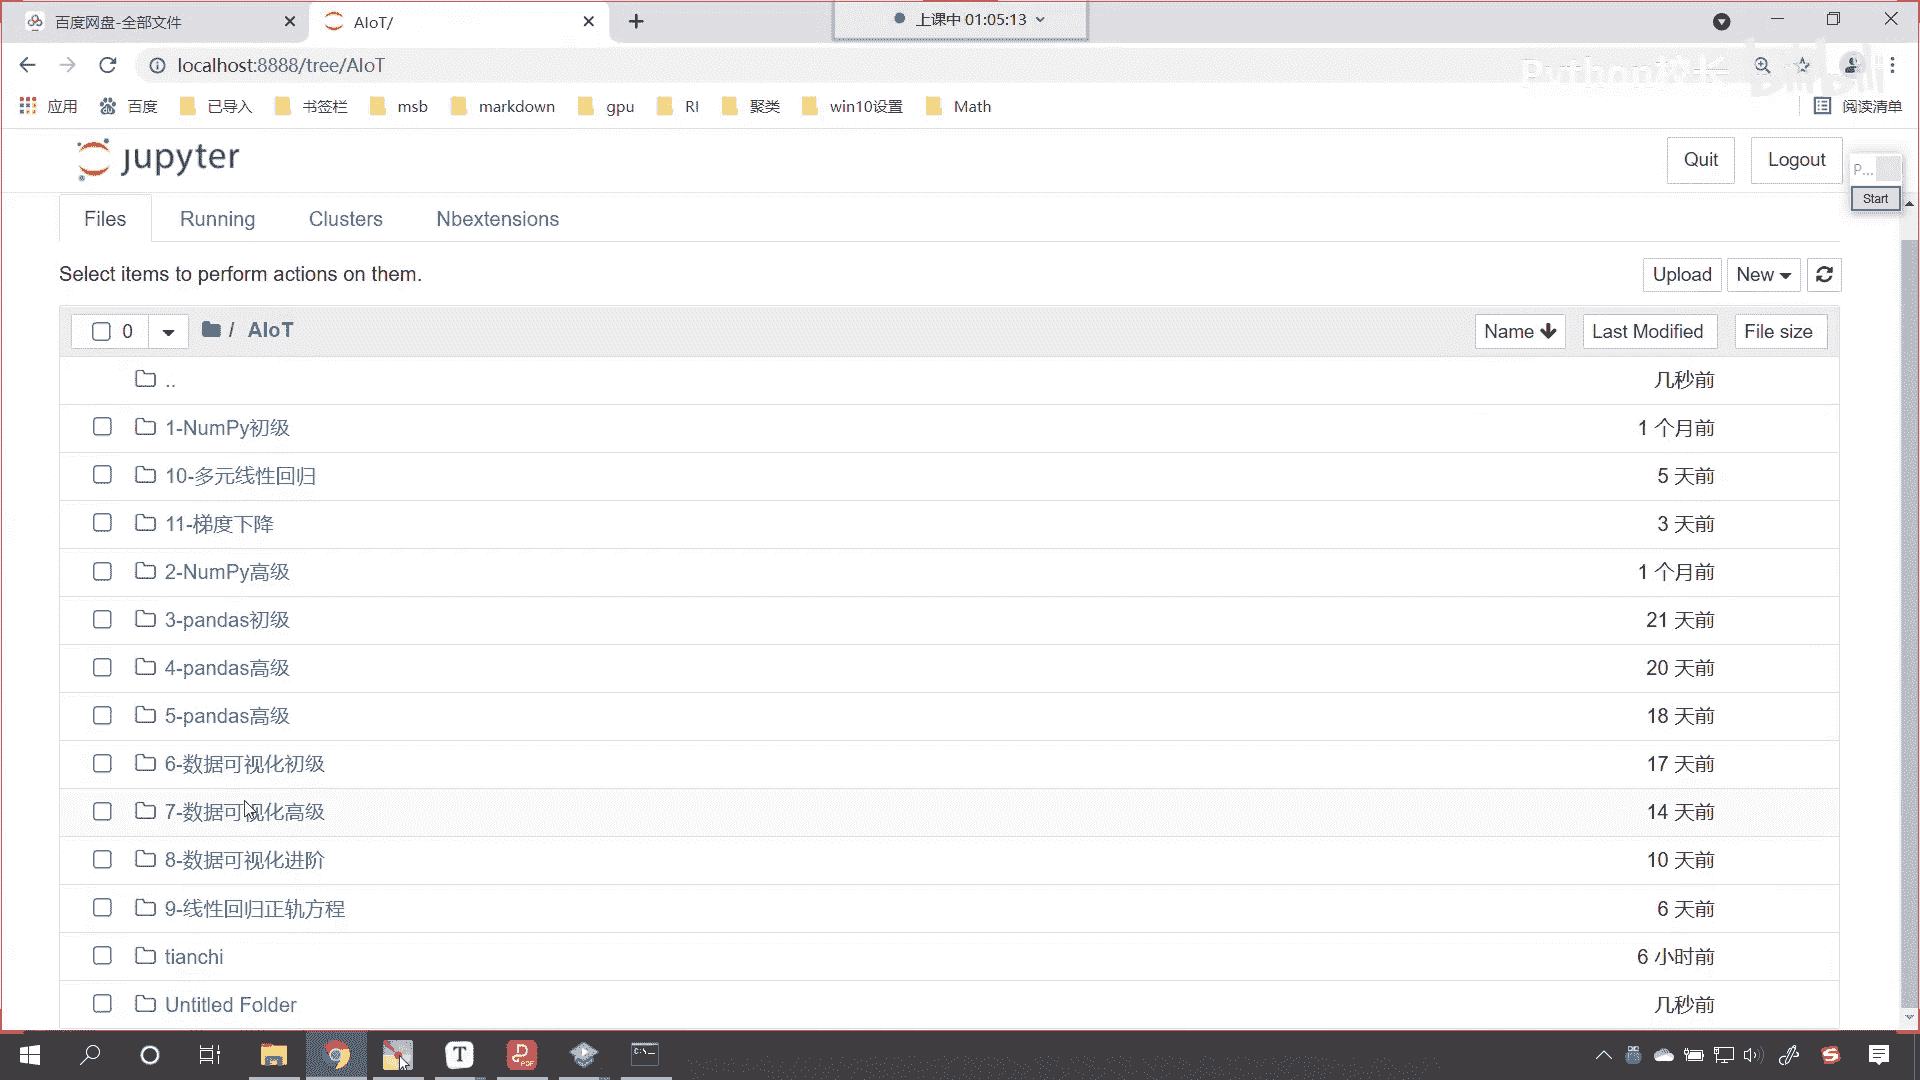 百度网盘-全部文件
AIoT/
上课中 01:05:13
localhost:8888/tree/AIoT
Python校长
bilibili
应用
百度
已导入
书签栏
msb
markdown
gpu
RI
聚类
win10设置
Math
阅读清单
jupyter
Quit
Logout
P...
Start
Files
Running
Clusters
Nbextensions
Select items to perform actions on them.
Upload
New
0
/ AIoT
Name
Last Modified
File size
..
几秒前
1-NumPy初级
1 个月前
10-多元线性回归
5 天前
11-梯度下降
3 天前
2-NumPy高级
1 个月前
3-pandas初级
21 天前
4-pandas高级
20 天前
5-pandas高级
18 天前
6-数据可视化初级
17 天前
7-数据可视化高级
14 天前
8-数据可视化进阶
10 天前
9-线性回归正轨方程
6 天前
tianchi
6 小时前
Untitled Folder
几秒前